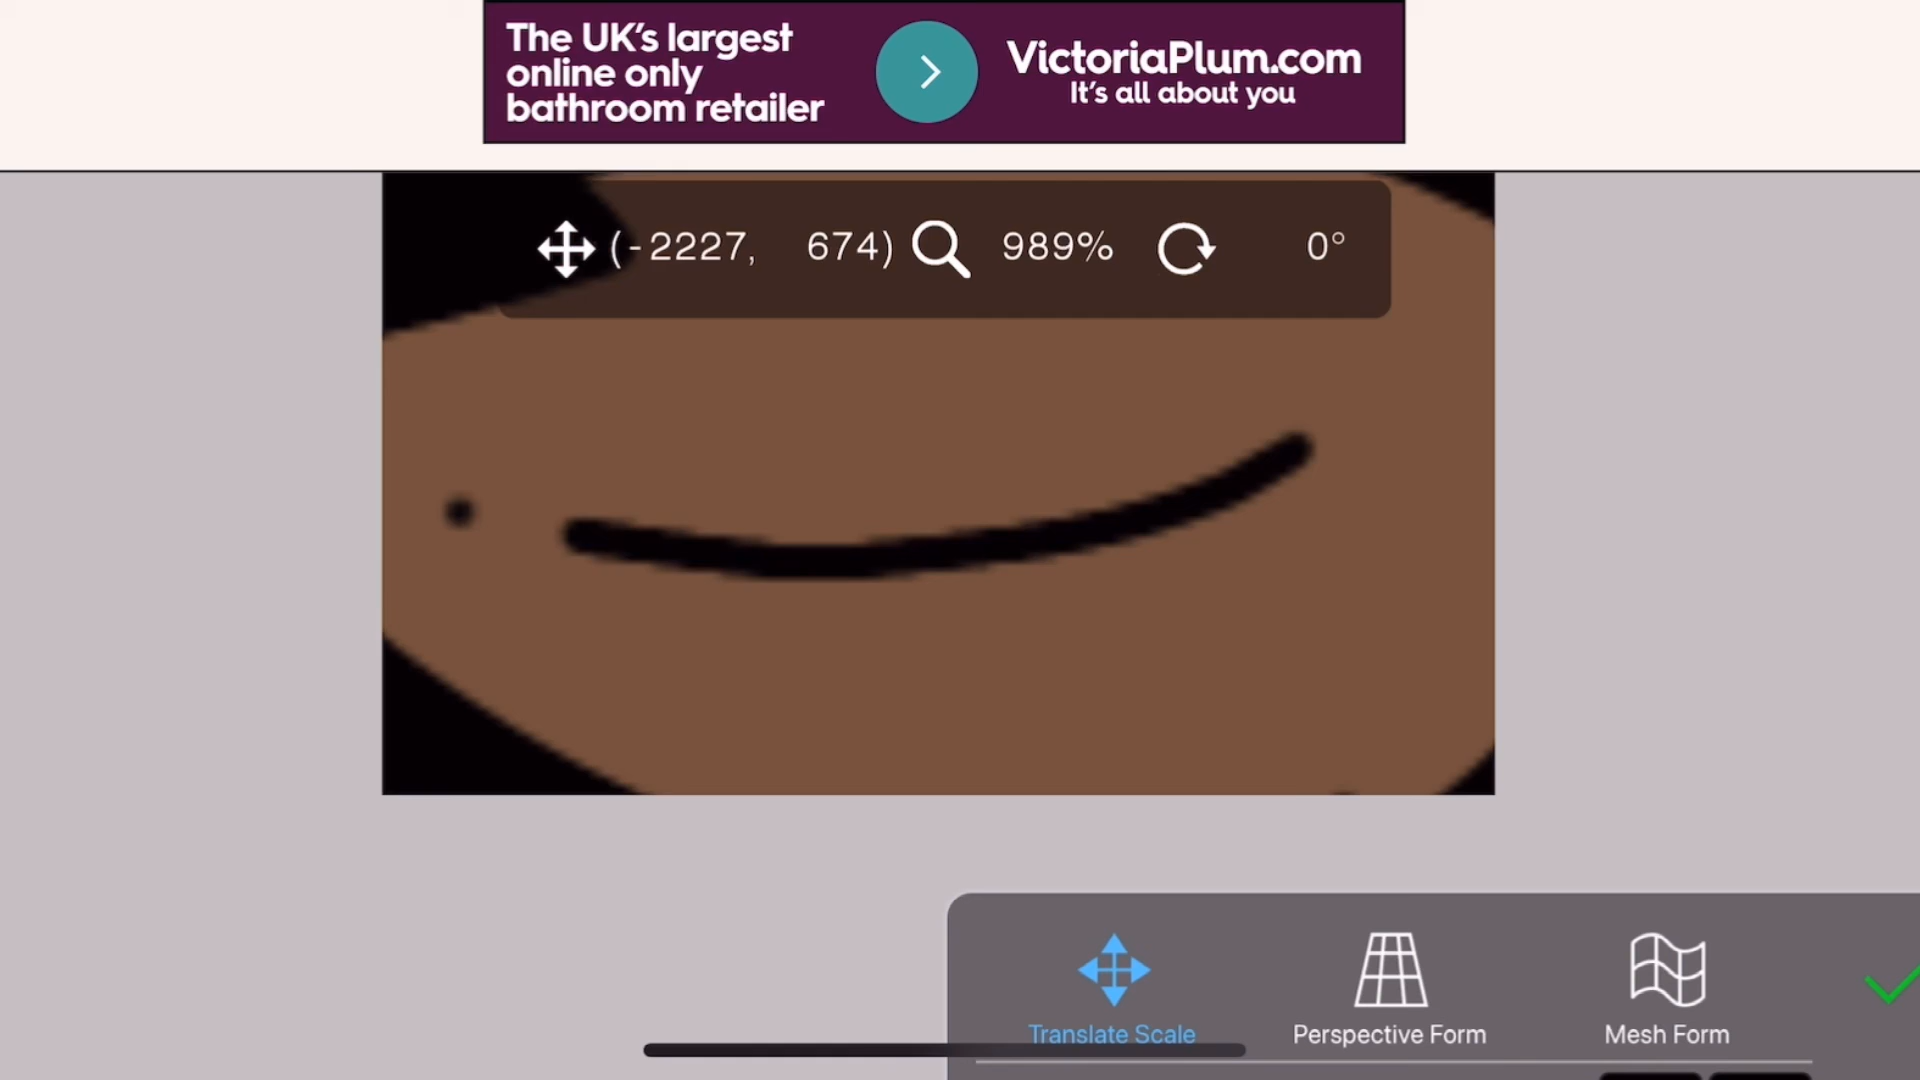 The UK's largest
online only
bathroom retailer
VictoriaPlum.com
It's all about you
(-2227, 674) 989% 0°
Translate Scale Perspective Form Mesh Form